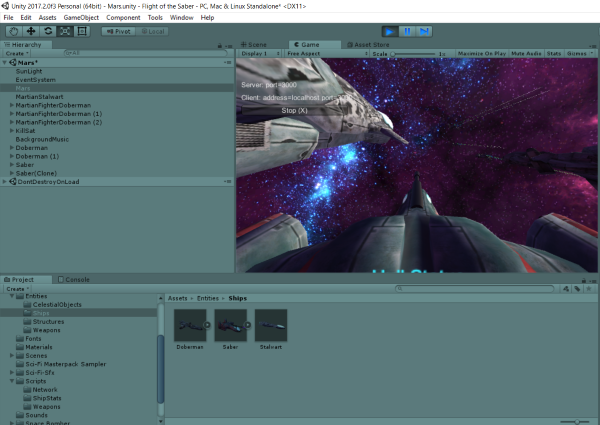 Unity 2017.2.0f3 Personal (64bit) - Mars.unity - Flight of the Saber - PC, Mac & Linux Standalone* <DX11>
File Edit Assets GameObject Component Tools Window Help
Pivot Local
Hierarchy
Create
All
Mars*
SunLight
EventSystem
Mars
MartianStalwart
MartianFighterDoberman
MartianFighterDoberman (1)
MartianFighterDoberman (2)
KillSat
BackgroundMusic
Doberman
Doberman (1)
Saber
Saber(Clone)
DontDestroyOnLoad
Scene Game Asset Store
Display 1 Free Aspect Scale 1x Maximize On Play Mute Audio Stats Gizmos
Server: port=3000
Client: address=localhost port=
Stop (X)
Project Console
Create
Entities
CelestialObjects
Ships
Structures
Weapons
Fonts
Materials
Scenes
Sci-Fi Masterpack Sampler
Sci-Fi Sfx
Scripts
Network
ShipStats
Weapons
Sounds
Space Bomber
Assets Entities Ships
Doberman Saber Stalwart